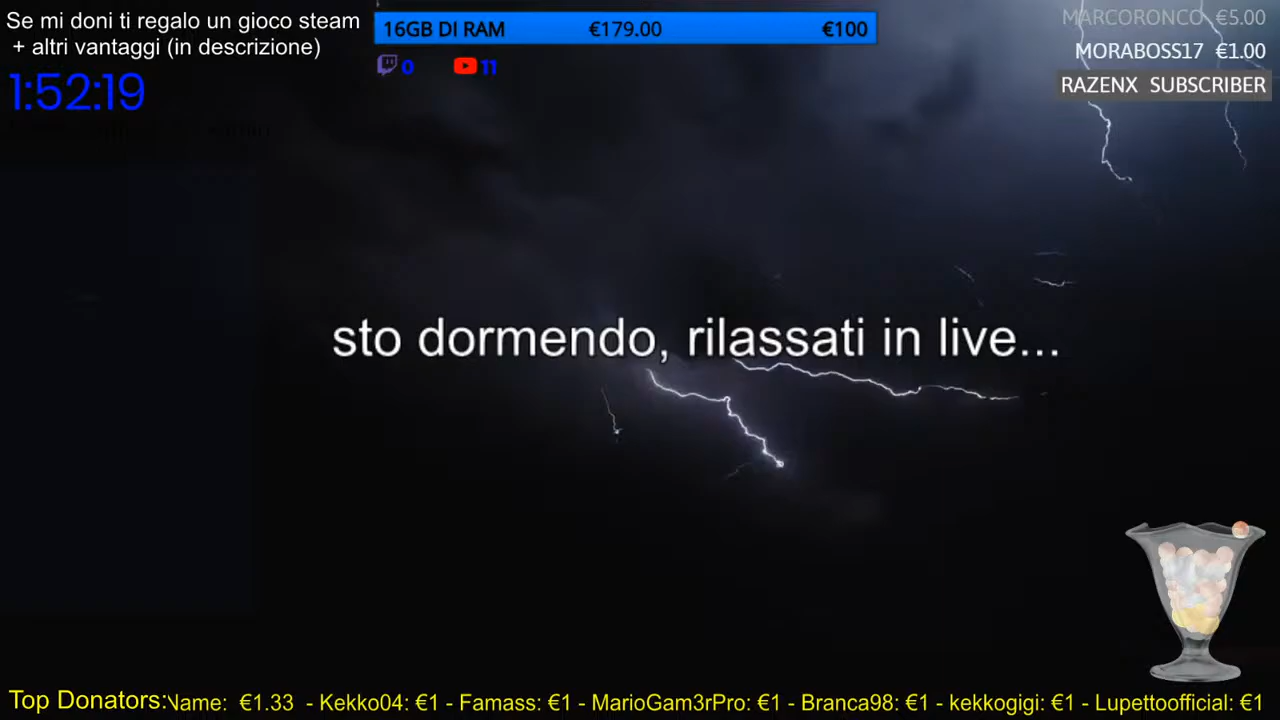 Se mi doni ti regalo un gioco steam
+ altri vantaggi (in descrizione)
1:52:19
16GB DI RAM €179.00 €100
0 11
MARCORONCO €5.00
MORABOSS17 €1.00
RAZENX SUBSCRIBER
sto dormendo, rilassati in live...
Top Donators: Name: €1.33 - Kekko04: €1 - Famass: €1 - MarioGam3rPro: €1 - Branca98: €1 - kekkogigi: €1 - Lupettoofficial: €1